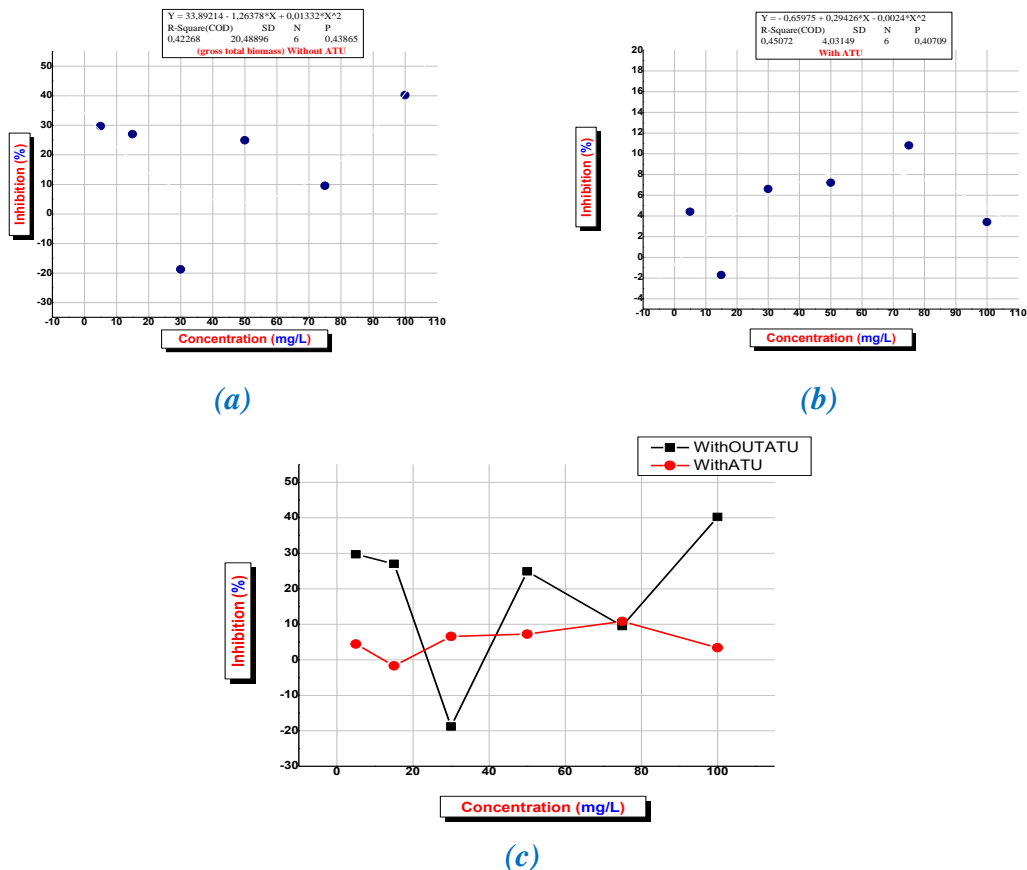 Y = 33,89214 - 1,26378*X + 0,01332*X^2
R-Square(COD) SD N P
0,42268 20,48896 6 0,43865
(gross total biomass) Without ATU
50
40
30
20
10
0
-10
-20
-30
Inhibition (%)
-10 0 10 20 30 40 50 60 70 80 90 100 110
Concentration (mg/L)
(a)
Y = - 0,65975 + 0,29426*X - 0,0024*X^2
R-Square(COD) SD N P
0,45072 4,03149 6 0,40709
With ATU
20
18
16
14
12
10
8
6
4
2
0
-2
-4
Inhibition (%)
-10 0 10 20 30 40 50 60 70 80 90 100 110
Concentration (mg/L)
(b)
WithOUTATU
WithATU
50
40
30
20
10
0
-10
-20
-30
Inhibition (%)
0 20 40 60 80 100
Concentration (mg/L)
(c)